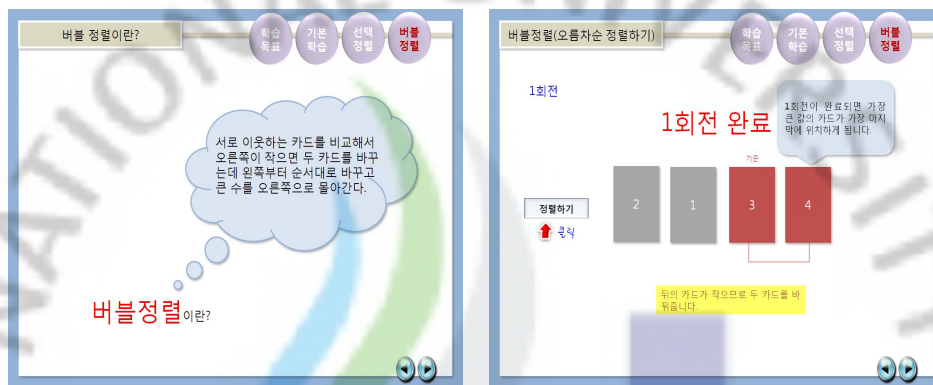 버블 정렬이란?
학습
목표
기본
학습
선택
정렬
버블
정렬
서로 이웃하는 카드를 비교해서
오른쪽이 작으면 두 카드를 바꾸
는데 왼쪽부터 순서대로 바꾸고
큰 수를 오른쪽으로 몰아간다.
버블정렬이란?
버블정렬(오름차순 정렬하기)
학습
목표
기본
학습
선택
정렬
버블
정렬
1회전
1회전 완료
1회전이 완료되면 가장
큰 값의 카드가 가장 마지
막에 위치하게 됩니다.
기준
2 1 3 4
정렬하기
클릭
뒤의 카드가 작으므로 두 카드를 바
꿔줍니다.